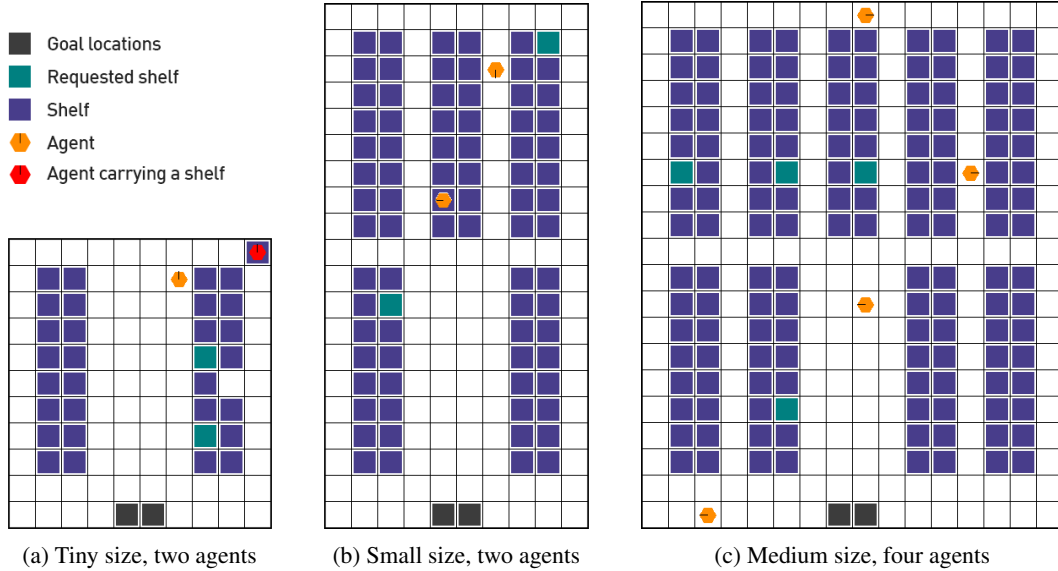 Goal locations
Requested shelf
Shelf
Agent
Agent carrying a shelf
(a) Tiny size, two agents
(b) Small size, two agents
(c) Medium size, four agents